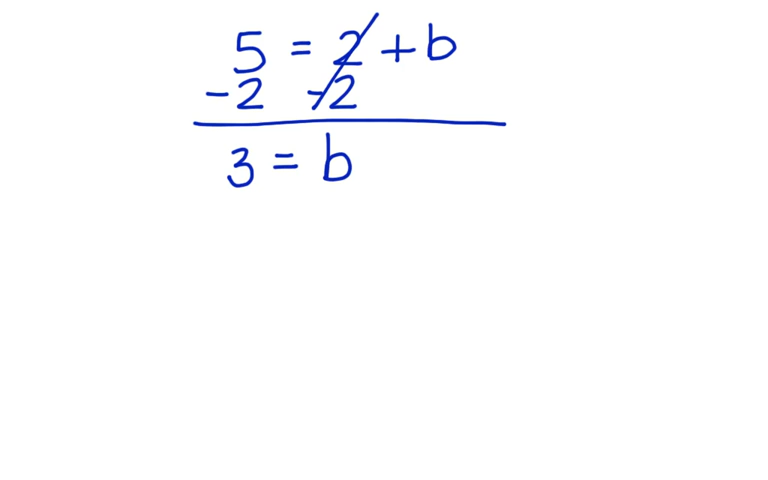 5 = 2 + b
-2 -2
3 = b